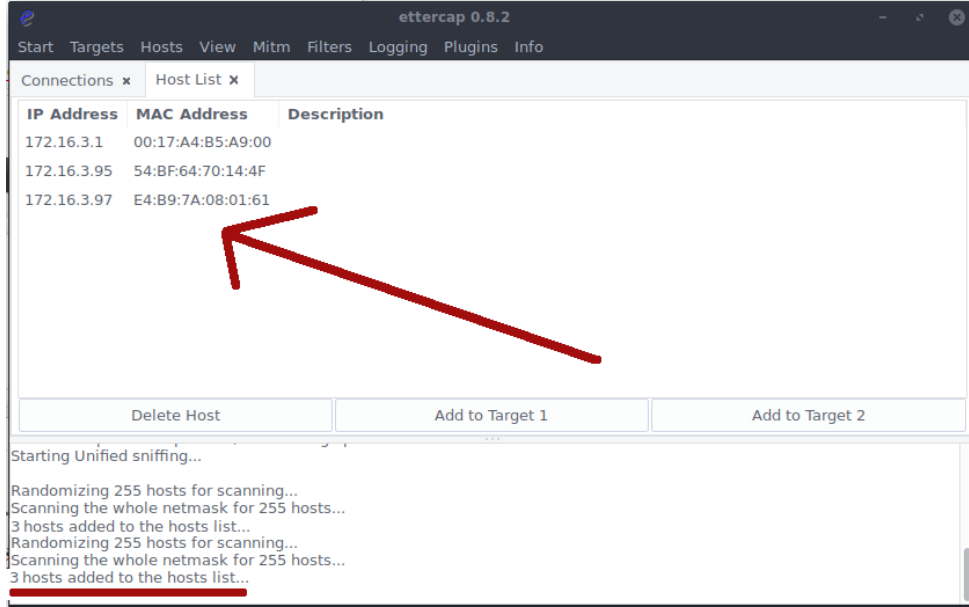 ettercap 0.8.2
Start Targets Hosts View Mitm Filters Logging Plugins Info
Connections × Host List ×
IP Address MAC Address Description
172.16.3.1 00:17:A4:B5:A9:00
172.16.3.95 54:BF:64:70:14:4F
172.16.3.97 E4:B9:7A:08:01:61
Delete Host Add to Target 1 Add to Target 2
Starting Unified sniffing...
Randomizing 255 hosts for scanning...
Scanning the whole netmask for 255 hosts...
3 hosts added to the hosts list...
Randomizing 255 hosts for scanning...
Scanning the whole netmask for 255 hosts...
3 hosts added to the hosts list...